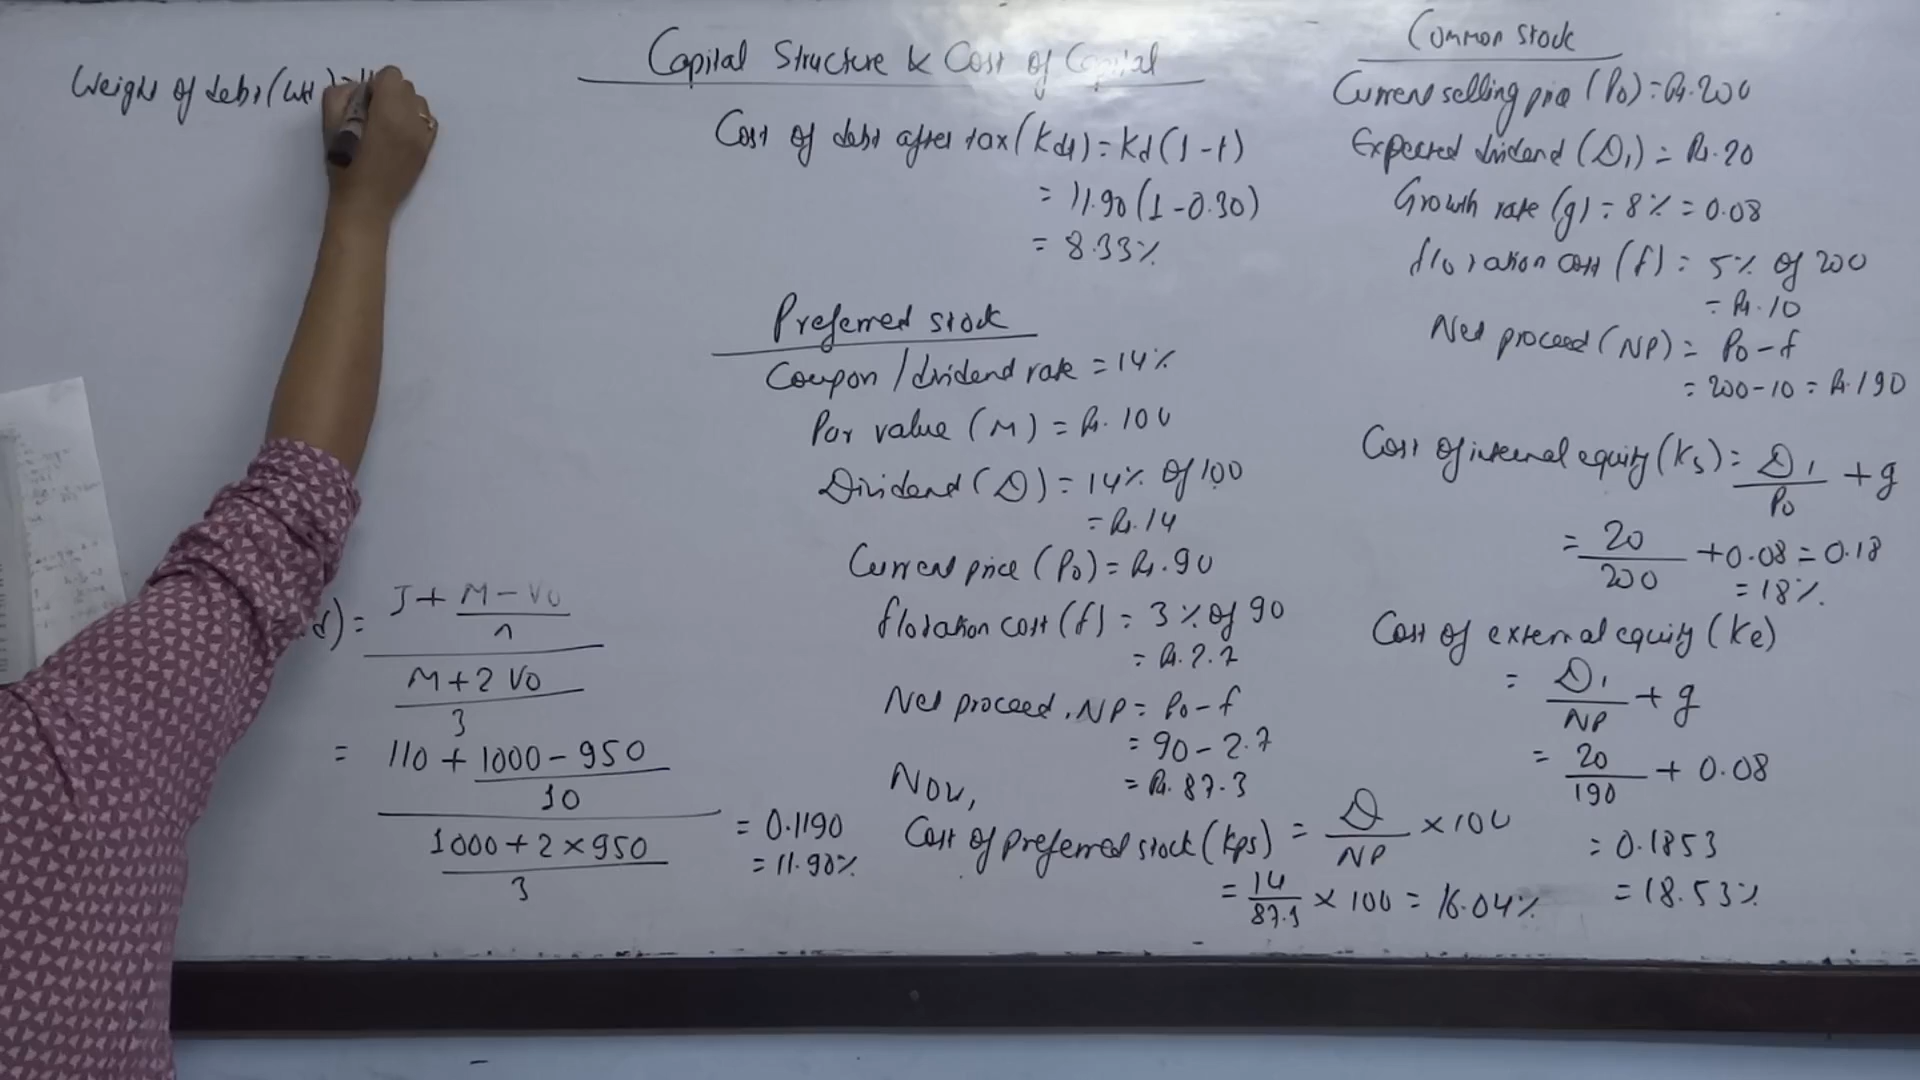 Capital Structure & Cost of Capital
Weight of debt (Wd)
I + M - V0
n
d) =
M + 2 V0
3
= 110 + 1000 - 950
10
1000 + 2 × 950
3
= 0.1190
= 11.90%
Cost of debt after tax (Kdt) = Kd (1 - t)
= 11.90 (1 - 0.30)
= 8.33%
Preferred stock
Coupon / dividend rate = 14%
Par value (M) = Rs. 100
Dividend (D) = 14% of 100
= Rs. 14
Current price (P0) = Rs. 90
flotation cost (f) = 3% of 90
= Rs. 2.7
Net proceed, NP = P0 - f
= 90 - 2.7
= Rs. 87.3
Now,
Cost of preferred stock (Kps) = D × 100
NP
= 14 × 100 = 16.04%
87.3
Common stock
Current selling price (P0) = Rs. 200
Expected dividend (D1) = Rs. 20
Growth rate (g) = 8% = 0.08
flotation cost (f) = 5% of 200
= Rs. 10
Net proceed (NP) = P0 - f
= 200 - 10 = Rs. 190
Cost of internal equity (Ks) = D1 + g
P0
= 20 + 0.08 = 0.18
200
= 18%
Cost of external equity (Ke)
= D1 + g
NP
= 20 + 0.08
190
= 0.1853
= 18.53%